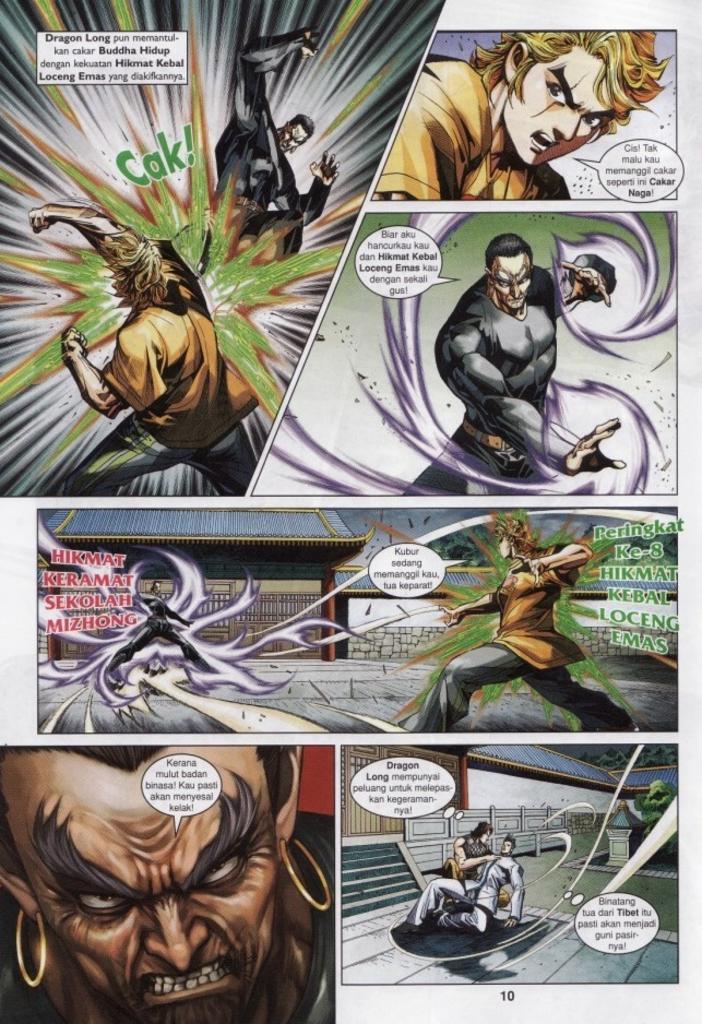 Dragon Long pun memantul-
kan cakar Buddha Hidup
dengan kekuatan Hikmat Kebal
Loceng Emas yang diakifkannya.
Cak!
Cis! Tak
malu kau
memanggil cakar
seperti ini Cakar
Naga!
Biar aku
hancurkau kau
dan Hikmat Kebal
Loceng Emas kau
dengan sekali
gus!
HIKMAT
KERAMAT
SEKOLAH
MIZHONG
Kubur
sedang
memanggil kau,
tua keparat!
Peringkat
Ke-8
HIKMAT
KEBAL
LOCENG
EMAS
Kerana
mulut badan
binasa! Kau pasti
akan menyesal
kelak!
Dragon
Long mempunyai
peluang untuk melepas-
kan kegeraman-
nya!
Binatang
tua dari Tibet itu
pasti akan menjadi
guni pasir-
nya!
10